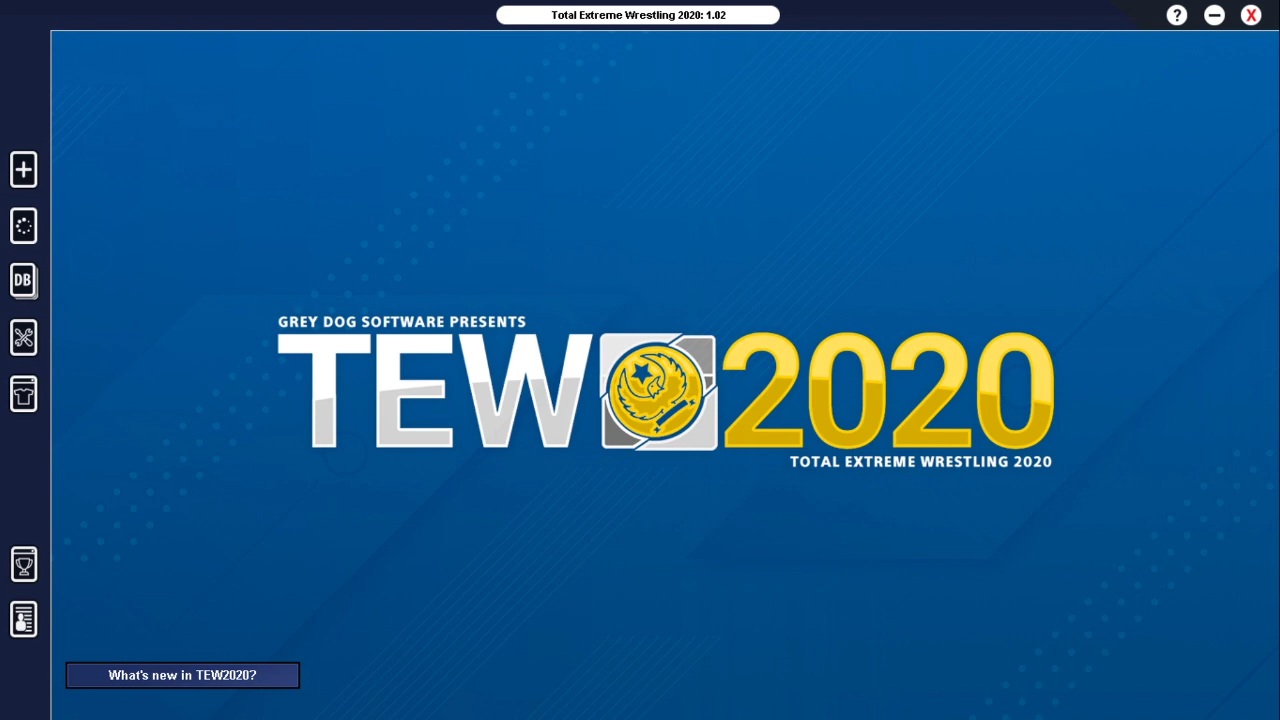 Total Extreme Wrestling 2020: 1.02
?
X
DB
GREY DOG SOFTWARE PRESENTS
TEW 2020
TOTAL EXTREME WRESTLING 2020
What's new in TEW2020?